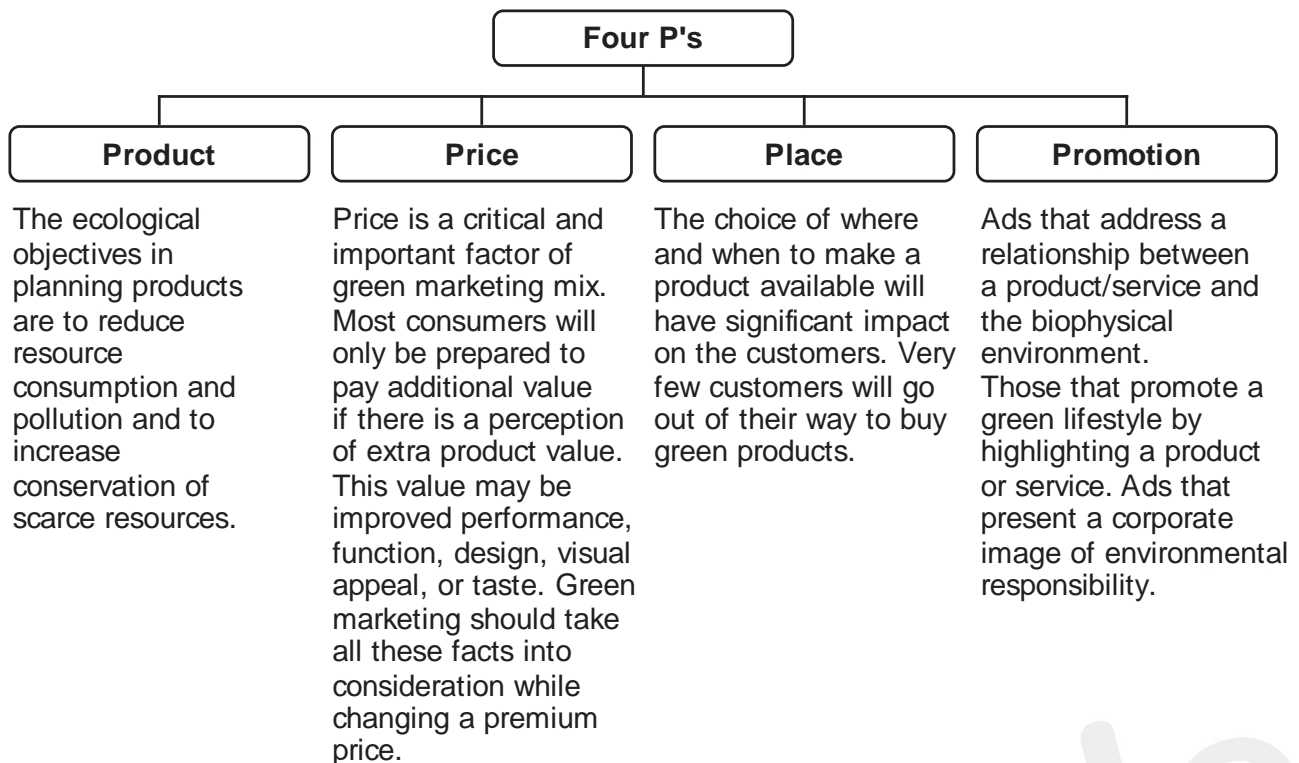 Four P's
Product
The ecological
objectives in
planning products
are to reduce
resource
consumption and
pollution and to
increase
conservation of
scarce resources.
Price
Price is a critical and
important factor of
green marketing mix.
Most consumers will
only be prepared to
pay additional value
if there is a perception
of extra product value.
This value may be
improved performance,
function, design, visual
appeal, or taste. Green
marketing should take
all these facts into
consideration while
changing a premium
price.
Place
The choice of where
and when to make a
product available will
have significant impact
on the customers. Very
few customers will go
out of their way to buy
green products.
Promotion
Ads that address a
relationship between
a product/service and
the biophysical
environment.
Those that promote a
green lifestyle by
highlighting a product
or service. Ads that
present a corporate
image of environmental
responsibility.